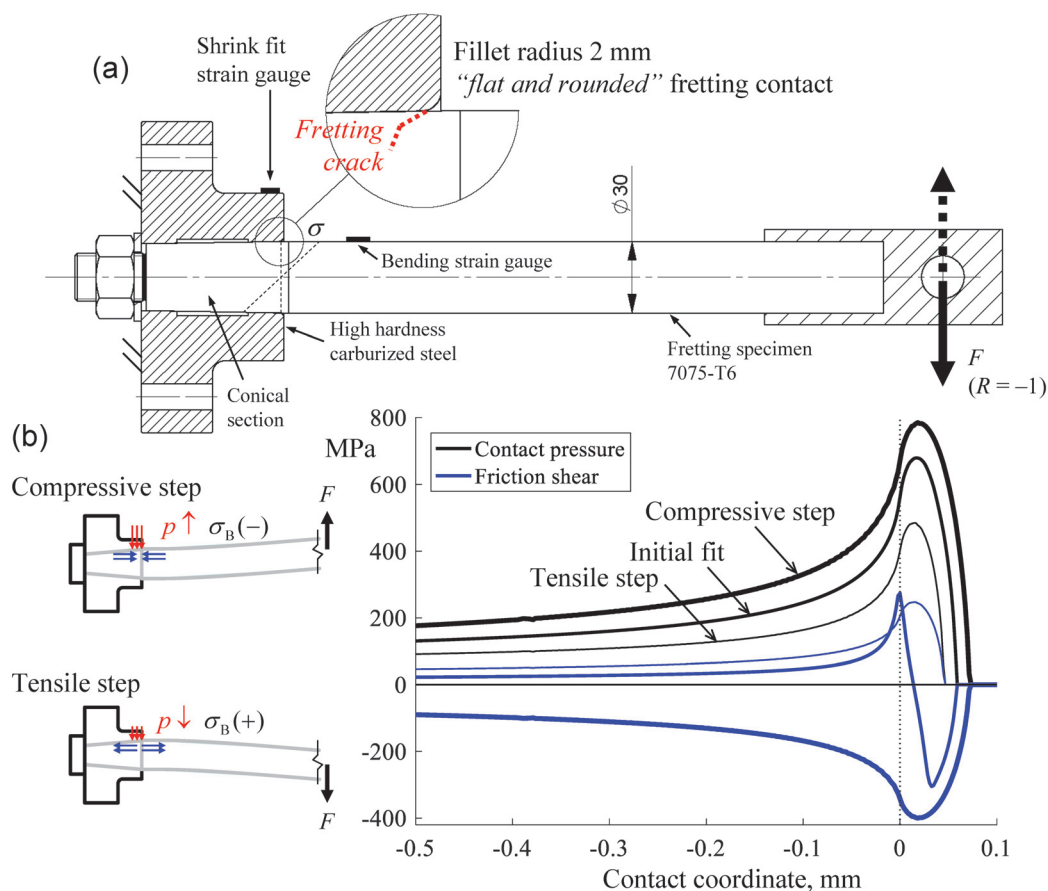 (a)
Shrink fit
strain gauge
Fillet radius 2 mm
“flat and rounded” fretting contact
Fretting
crack
σ
Bending strain gauge
⌀30
High hardness
carburized steel
Conical
section
Fretting specimen
7075-T6
F
(R = –1)
(b)
Compressive step
p ↑ σB(−)
F
Tensile step
p ↓ σB(+)
F
MPa
800
600
400
200
0
-200
-400
Contact pressure
Friction shear
Compressive step
Initial fit
Tensile step
-0.5
-0.4
-0.3
-0.2
-0.1
0
0.1
Contact coordinate, mm